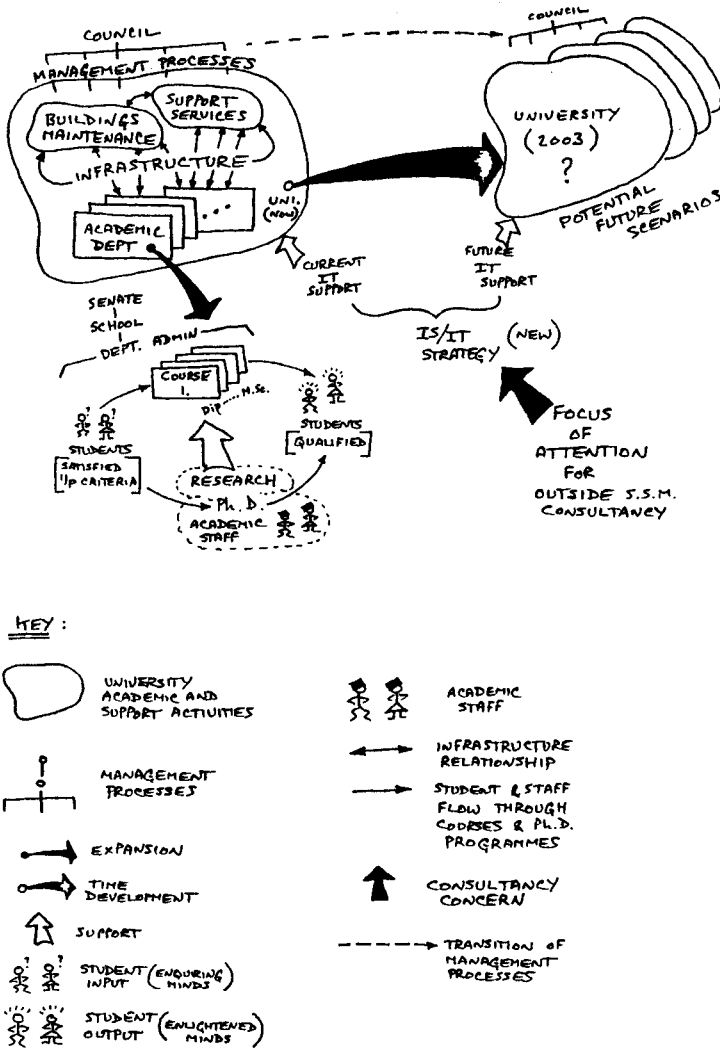 COUNCIL
MANAGEMENT PROCESSES
BUILDINGS
MAINTENANCE
SUPPORT
SERVICES
INFRASTRUCTURE
ACADEMIC
DEPT
...
UNI.
(NOW)
COUNCIL
UNIVERSITY
(2003)
?
POTENTIAL
FUTURE
SCENARIOS
CURRENT
IT
SUPPORT
FUTURE
IT
SUPPORT
IS/IT
STRATEGY (NEW)
FOCUS
OF
ATTENTION
FOR
OUTSIDE S.S.M.
CONSULTANCY
SENATE
SCHOOL
DEPT. ADMIN
COURSE
1.
Dip ...... M.Sc.
? ?
STUDENTS
[SATISFIED
I/P CRITERIA]
STUDENTS
[QUALIFIED]
RESEARCH
Ph. D.
ACADEMIC
STAFF
KEY :
UNIVERSITY
ACADEMIC AND
SUPPORT ACTIVITIES
MANAGEMENT
PROCESSES
EXPANSION
TIME
DEVELOPMENT
SUPPORT
? ?
STUDENT (ENQUIRING
INPUT MINDS)
STUDENT (ENLIGHTENED
OUTPUT MINDS)
ACADEMIC
STAFF
INFRASTRUCTURE
RELATIONSHIP
STUDENT & STAFF
FLOW THROUGH
COURSES & Ph.D.
PROGRAMMES
CONSULTANCY
CONCERN
TRANSITION OF
MANAGEMENT
PROCESSES